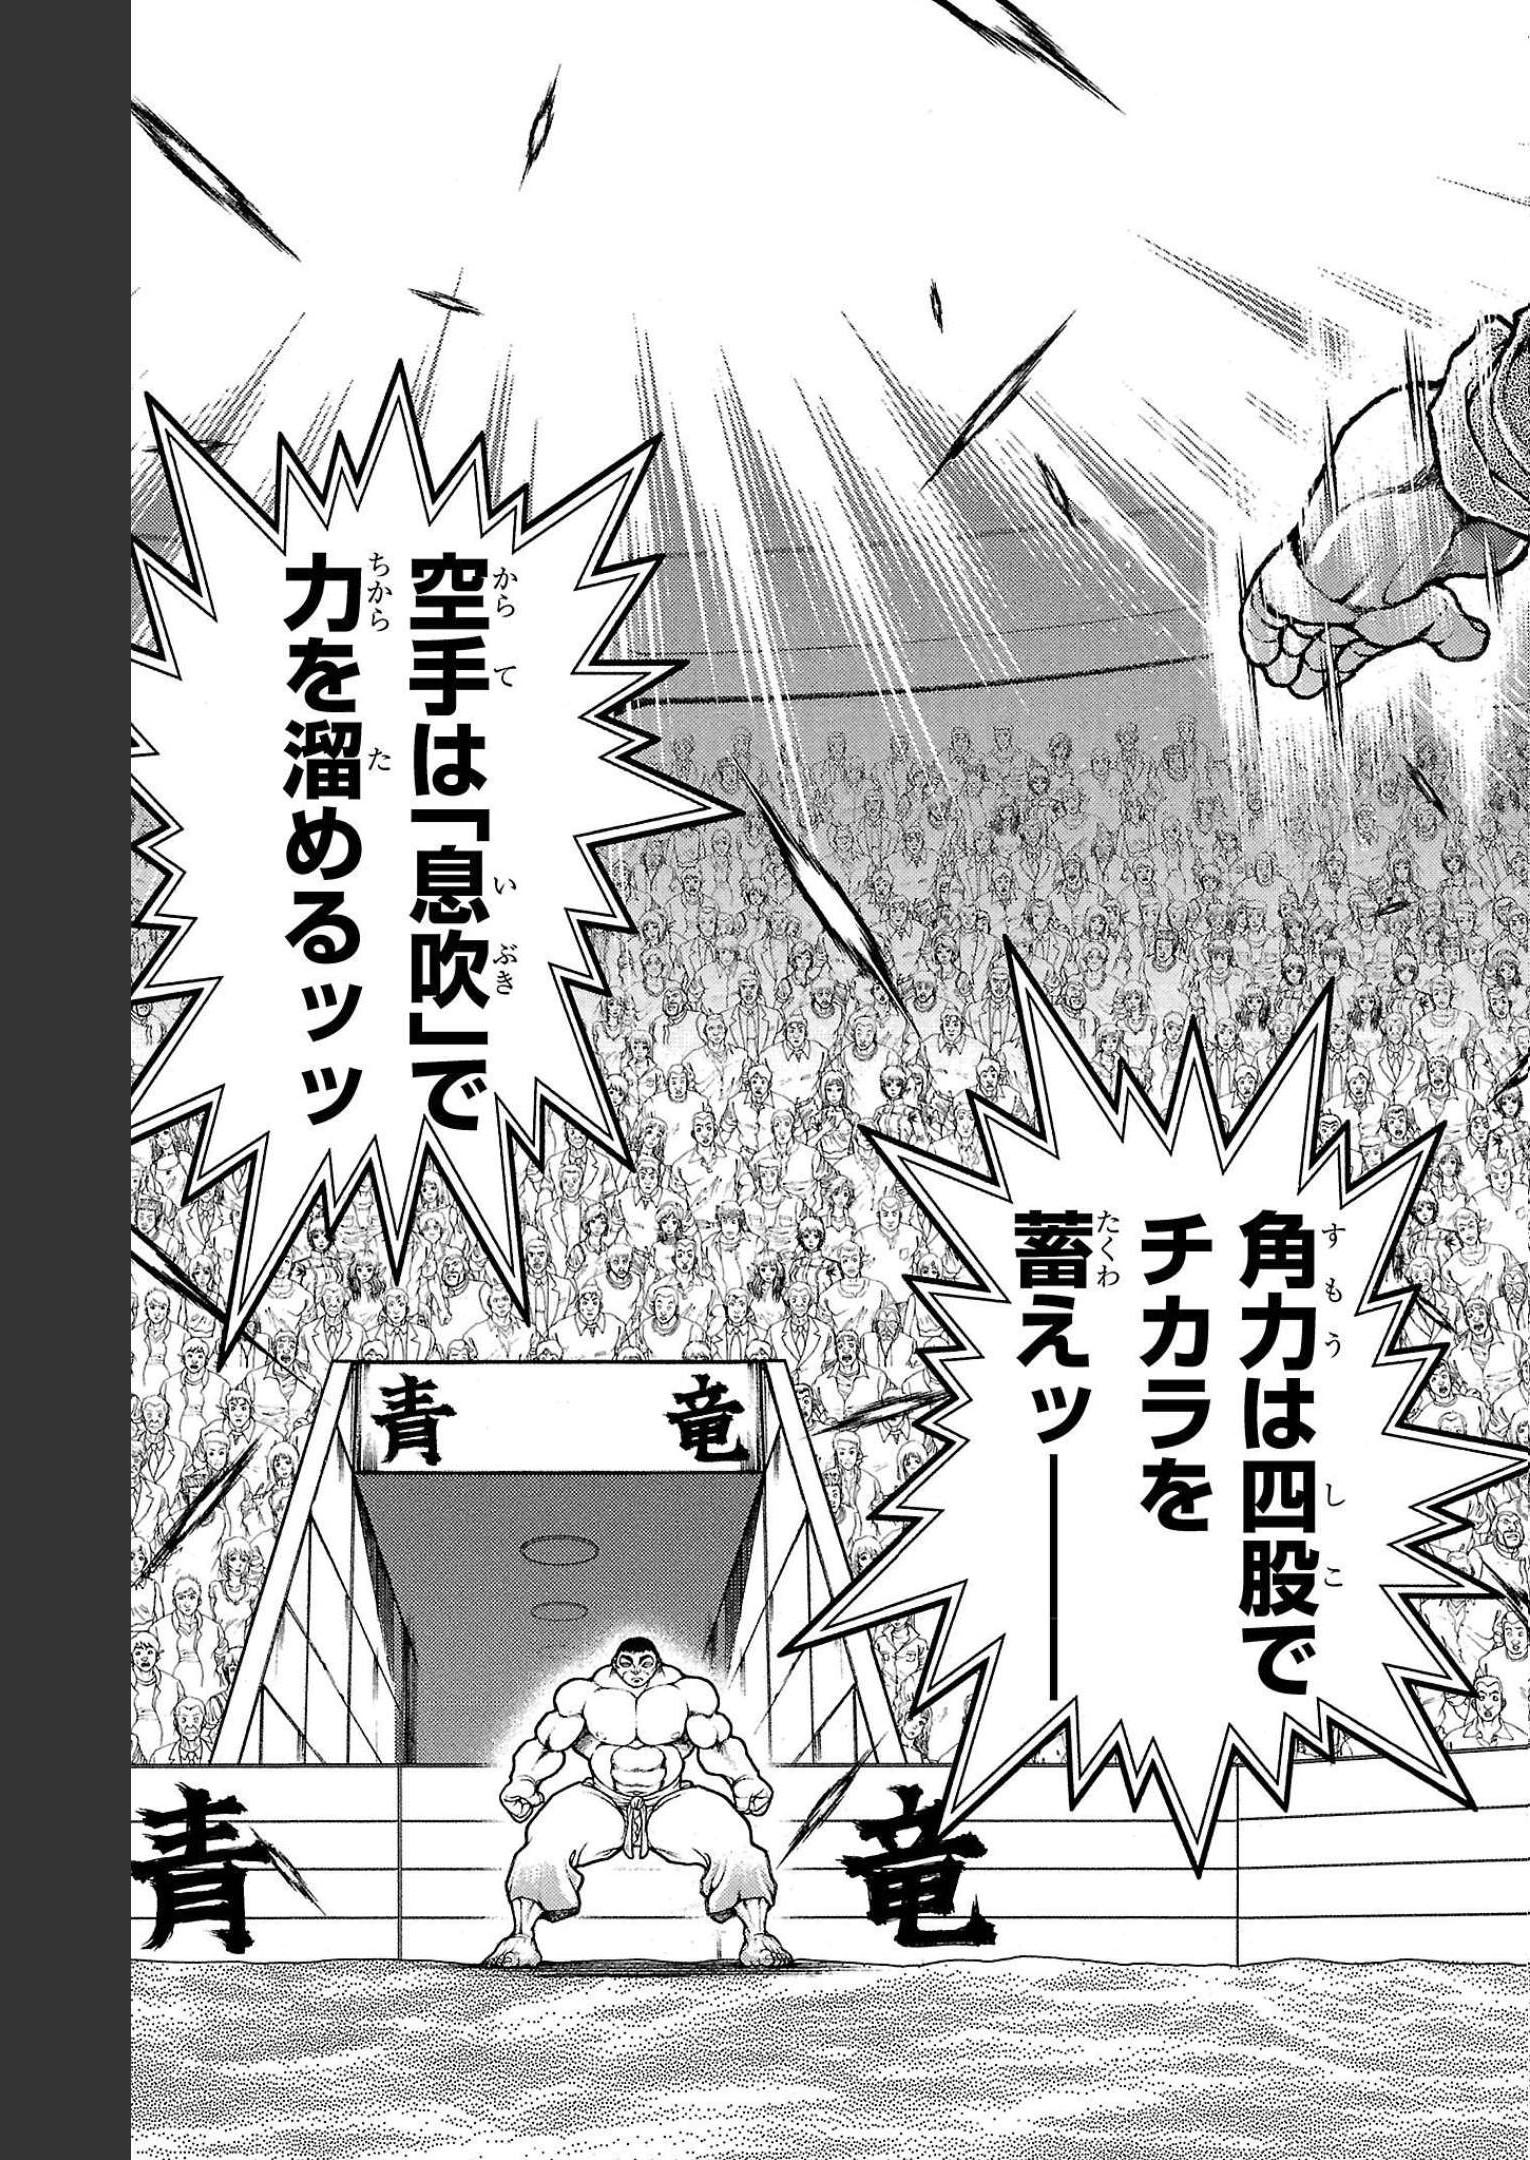 角力は四股で
チカラを
蓄えッ――
空手は「息吹」で
力を溜めるッッ
青 竜
青 竜